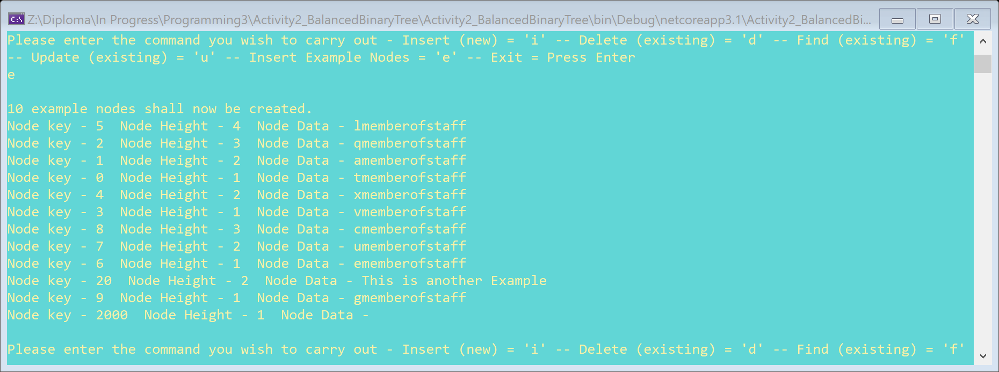 Z:\Diploma\In Progress\Programming3\Activity2_BalancedBinaryTree\Activity2_BalancedBinaryTree\bin\Debug\netcoreapp3.1\Activity2_BalancedBi...
Please enter the command you wish to carry out - Insert (new) = 'i' -- Delete (existing) = 'd' -- Find (existing) = 'f'
-- Update (existing) = 'u' -- Insert Example Nodes = 'e' -- Exit = Press Enter
e
10 example nodes shall now be created.
Node key - 5  Node Height - 4  Node Data - lmemberofstaff
Node key - 2  Node Height - 3  Node Data - qmemberofstaff
Node key - 1  Node Height - 2  Node Data - amemberofstaff
Node key - 0  Node Height - 1  Node Data - tmemberofstaff
Node key - 4  Node Height - 2  Node Data - xmemberofstaff
Node key - 3  Node Height - 1  Node Data - vmemberofstaff
Node key - 8  Node Height - 3  Node Data - cmemberofstaff
Node key - 7  Node Height - 2  Node Data - umemberofstaff
Node key - 6  Node Height - 1  Node Data - ememberofstaff
Node key - 20  Node Height - 2  Node Data - This is another Example
Node key - 9  Node Height - 1  Node Data - gmemberofstaff
Node key - 2000  Node Height - 1  Node Data -
Please enter the command you wish to carry out - Insert (new) = 'i' -- Delete (existing) = 'd' -- Find (existing) = 'f'